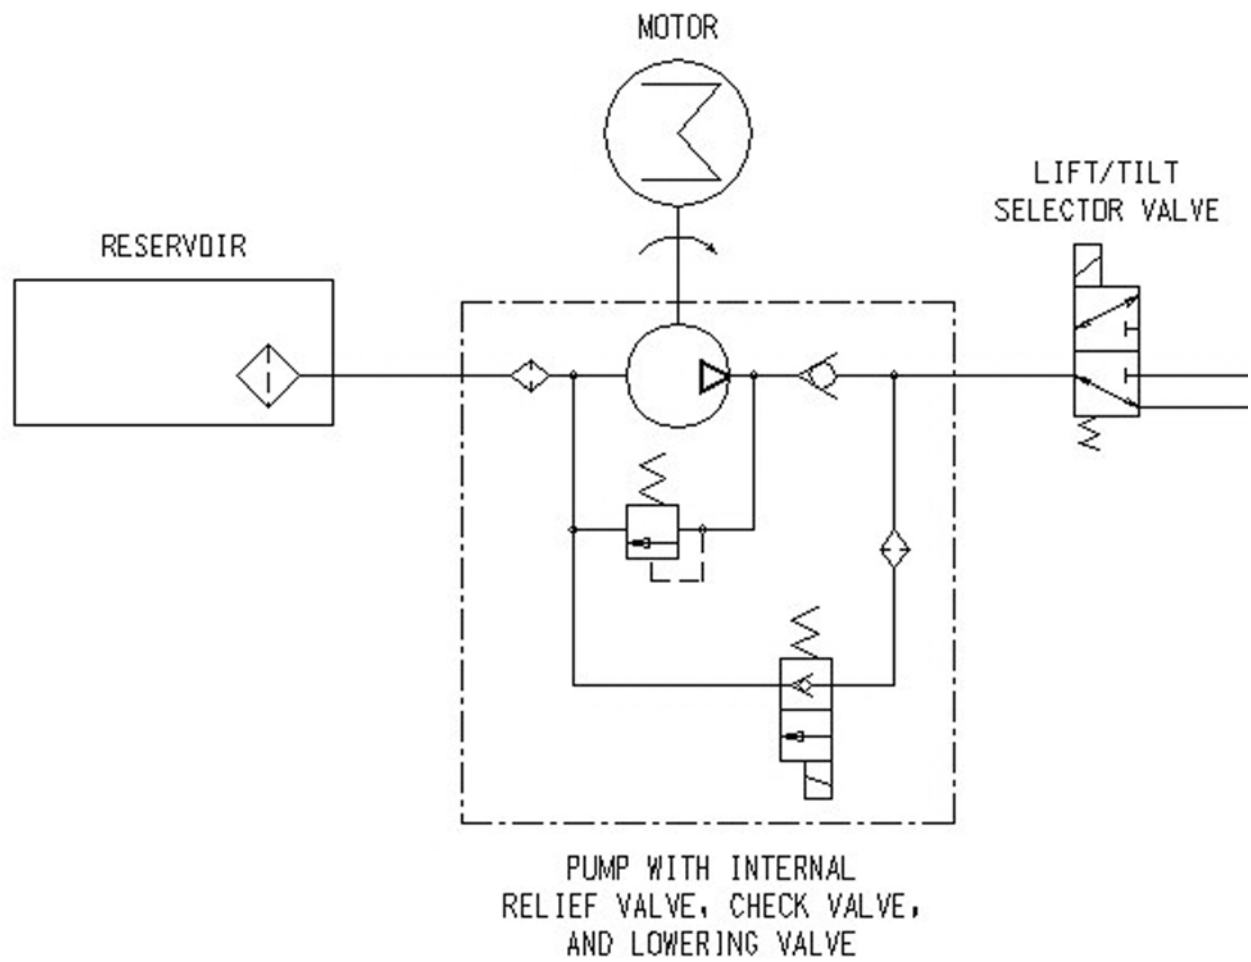 MOTOR
LIFT/TILT
SELECTOR VALVE
RESERVOIR
PUMP WITH INTERNAL
RELIEF VALVE, CHECK VALVE,
AND LOWERING VALVE